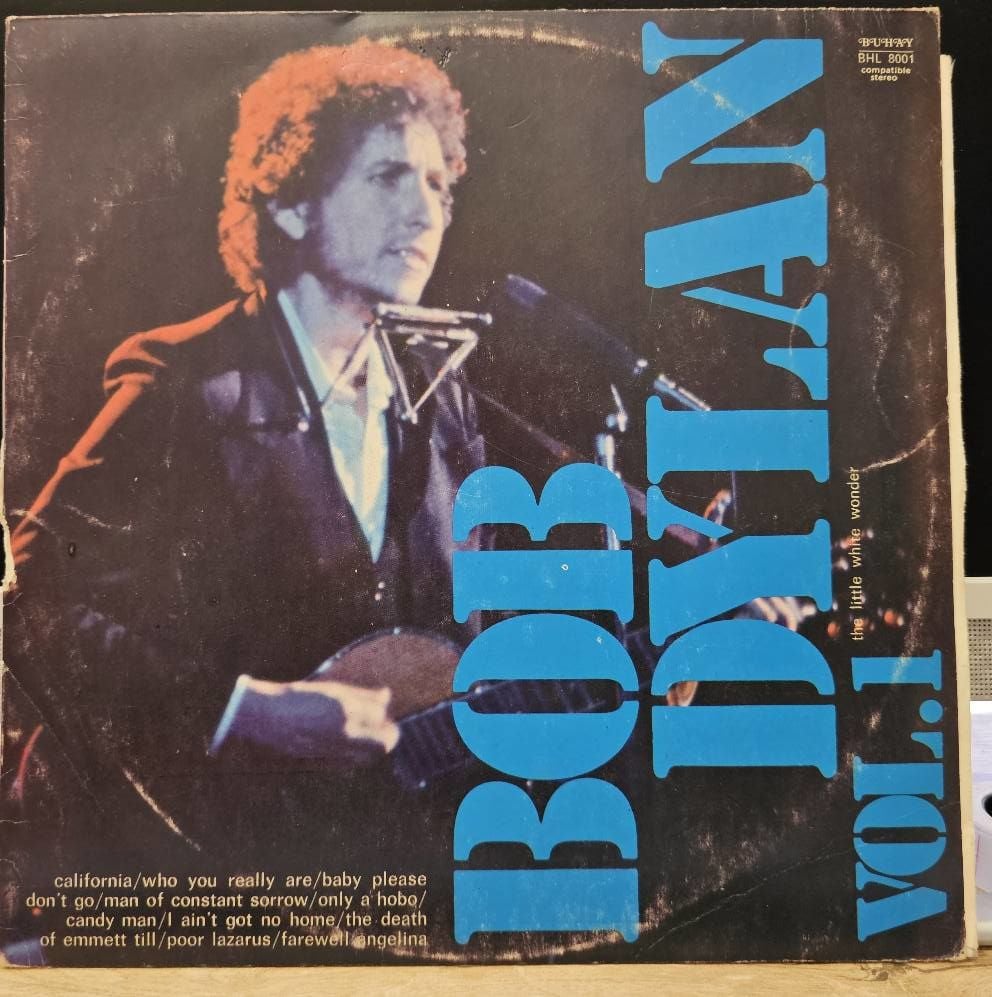 BUHAY
BHL 8001
compatible
stereo
BOB
DYLAN
VOL.1
the little white wonder
california/who you really are/baby please
don't go/man of constant sorrow/only a hobo/
candy man/I ain't got no home/the death
of emmett till/poor lazarus/farewell angelina